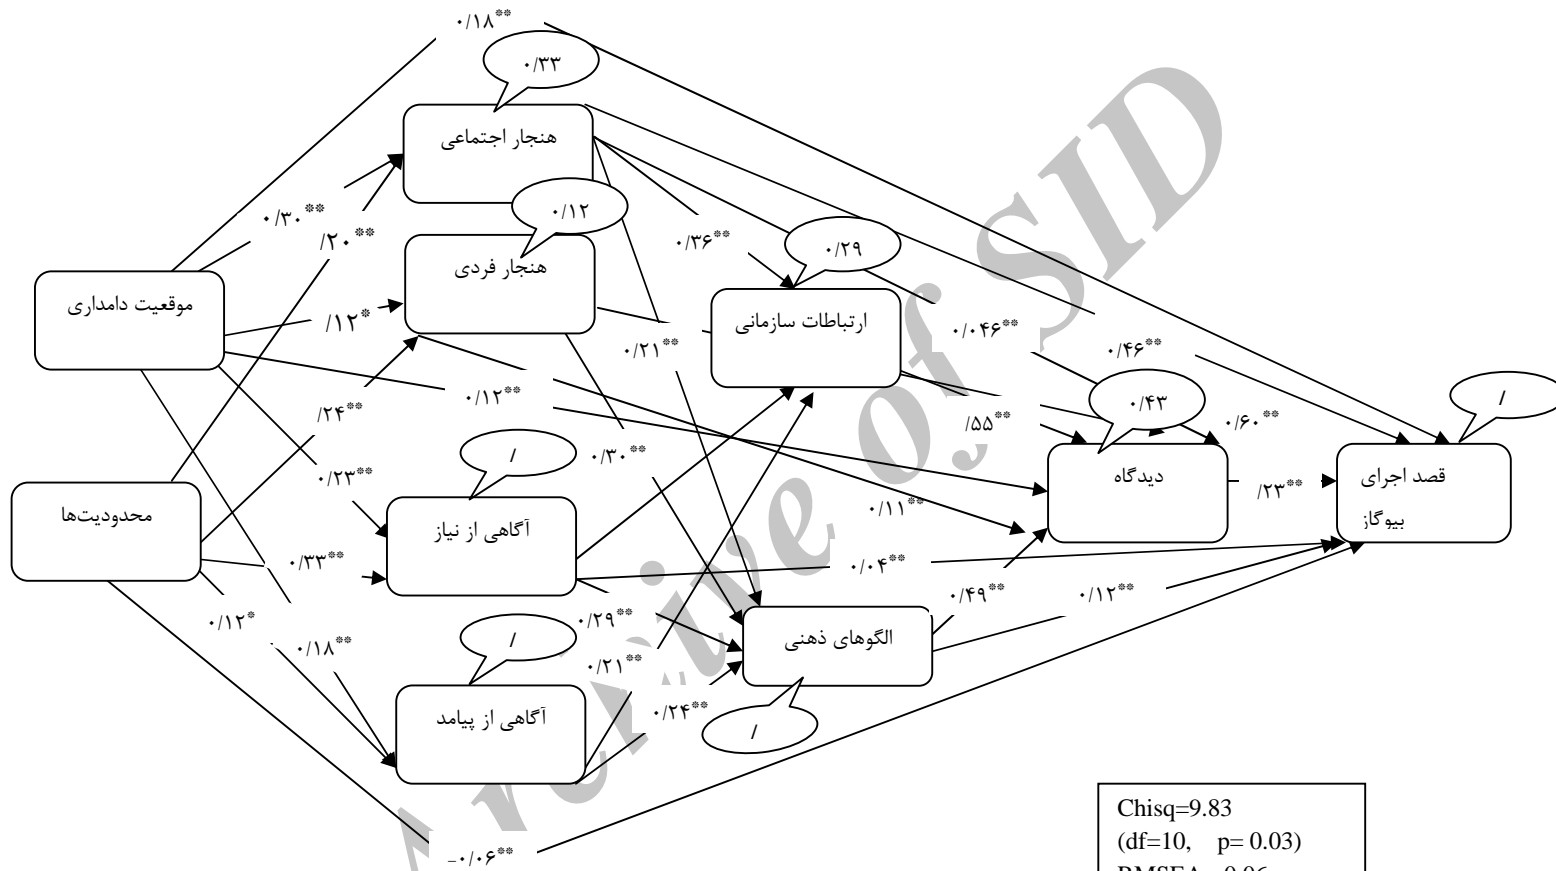 ۰/۱۸**
۰/۳۳
هنجار اجتماعی
۰/۳۰**
/۲۰**
۰/۱۲
هنجار فردی
۰/۳۶**
۰/۲۹
ارتباطات سازمانی
موقعیت دامداری
/۱۲*
۰/۲۱**
۰/۰۴۶**
۰/۴۶**
۰/۱۲**
/۲۴**
/۵۵**
۰/۴۳
۰/۶۰**
/
/
۰/۳۰**
۰/۲۳**
دیدگاه
/۲۳**
قصد اجرای
بیوگاز
محدودیت‌ها
آگاهی از نیاز
۰/۱۱**
۰/۳۳**
۰/۰۴**
۰/۴۹**
۰/۱۲**
۰/۱۲*
۰/۱۸**
/
۰/۲۹**
۰/۲۱**
الگوهای ذهنی
آگاهی از پیامد
۰/۲۴**
/
-۰/۰۶**
Chisq=9.83
(df=10, p= 0.03)
Archive of SID